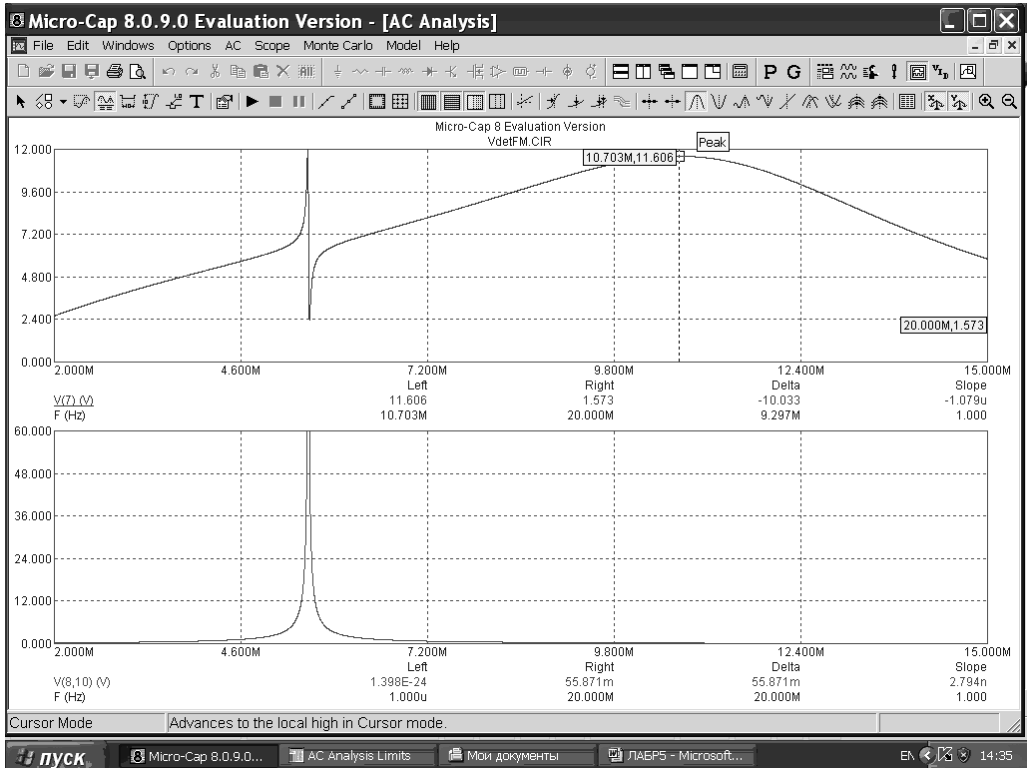 Micro-Cap 8.0.9.0 Evaluation Version - [AC Analysis]
File Edit Windows Options AC Scope Monte Carlo Model Help
Micro-Cap 8 Evaluation Version
VdetFM.CIR
Peak
10.703M,11.606
20.000M,1.573
12.000
9.600
7.200
4.800
2.400
0.000
2.000M 4.600M 7.200M 9.800M 12.400M 15.000M
Left Right Delta Slope
V(7) (V) 11.606 1.573 -10.033 -1.079u
F (Hz) 10.703M 20.000M 9.297M 1.000
60.000
48.000
36.000
24.000
12.000
0.000
2.000M 4.600M 7.200M 9.800M 12.400M 15.000M
Left Right Delta Slope
V(8,10) (V) 1.398E-24 55.871m 55.871m 2.794n
F (Hz) 1.000u 20.000M 20.000M 1.000
Cursor Mode Advances to the local high in Cursor mode.
пуск Micro-Cap 8.0.9.0... AC Analysis Limits Мои документы ЛАБР5 - Microsoft... EN 14:35